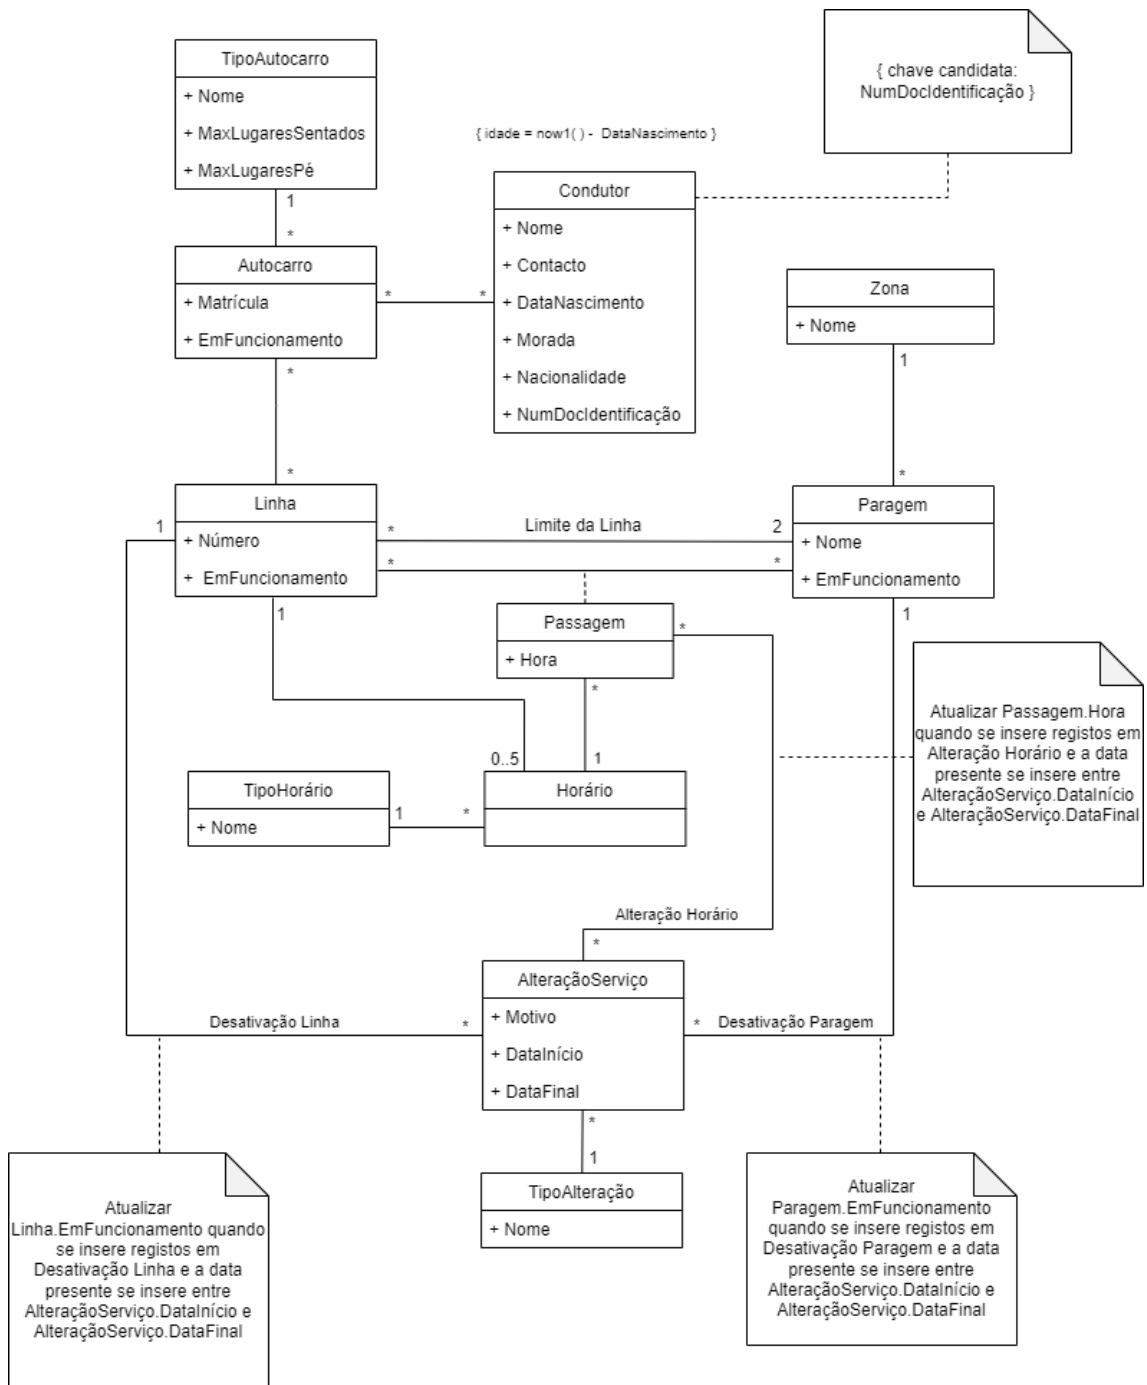 TipoAutocarro
+ Nome
+ MaxLugaresSentados
+ MaxLugaresPé
{ chave candidata:
NumDocIdentificação }
{ idade = now1( ) -  DataNascimento }
1
*
Condutor
+ Nome
+ Contacto
+ DataNascimento
+ Morada
+ Nacionalidade
+ NumDocIdentificação
Autocarro
+ Matrícula
+ EmFuncionamento
*
*
*
*
Zona
+ Nome
1
*
Linha
+ Número
+  EmFuncionamento
1
*
Limite da Linha
2
*
*
Paragem
+ Nome
+ EmFuncionamento
1
1
Passagem
+ Hora
*
*
1
0..5
TipoHorário
+ Nome
1
*
Horário
Atualizar Passagem.Hora
quando se insere registos em
Alteração Horário e a data
presente se insere entre
AlteraçãoServiço.DataInício
e AlteraçãoServiço.DataFinal
Alteração Horário
*
AlteraçãoServiço
+ Motivo
+ DataInício
+ DataFinal
Desativação Linha
*
*
Desativação Paragem
*
1
TipoAlteração
+ Nome
Atualizar
Linha.EmFuncionamento quando
se insere registos em
Desativação Linha e a data
presente se insere entre
AlteraçãoServiço.DataInício e
AlteraçãoServiço.DataFinal
Atualizar
Paragem.EmFuncionamento
quando se insere registos em
Desativação Paragem e a data
presente se insere entre
AlteraçãoServiço.DataInício e
AlteraçãoServiço.DataFinal